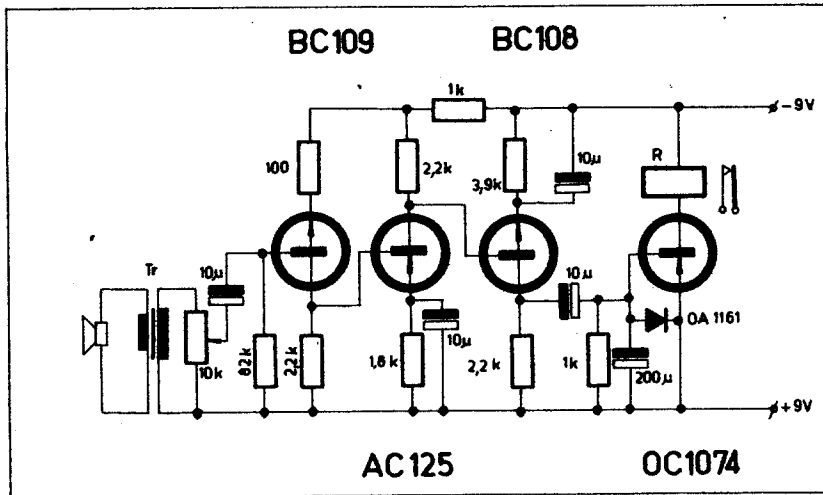 BC109
BC108
1k
-9V
100
2,2k
3,9k
10µ
R
Tr
10µ
10µ
OA 1161
10k
82k
2,2k
1,8k
10µ
2,2k
1k
200µ
+9V
AC125
OC1074